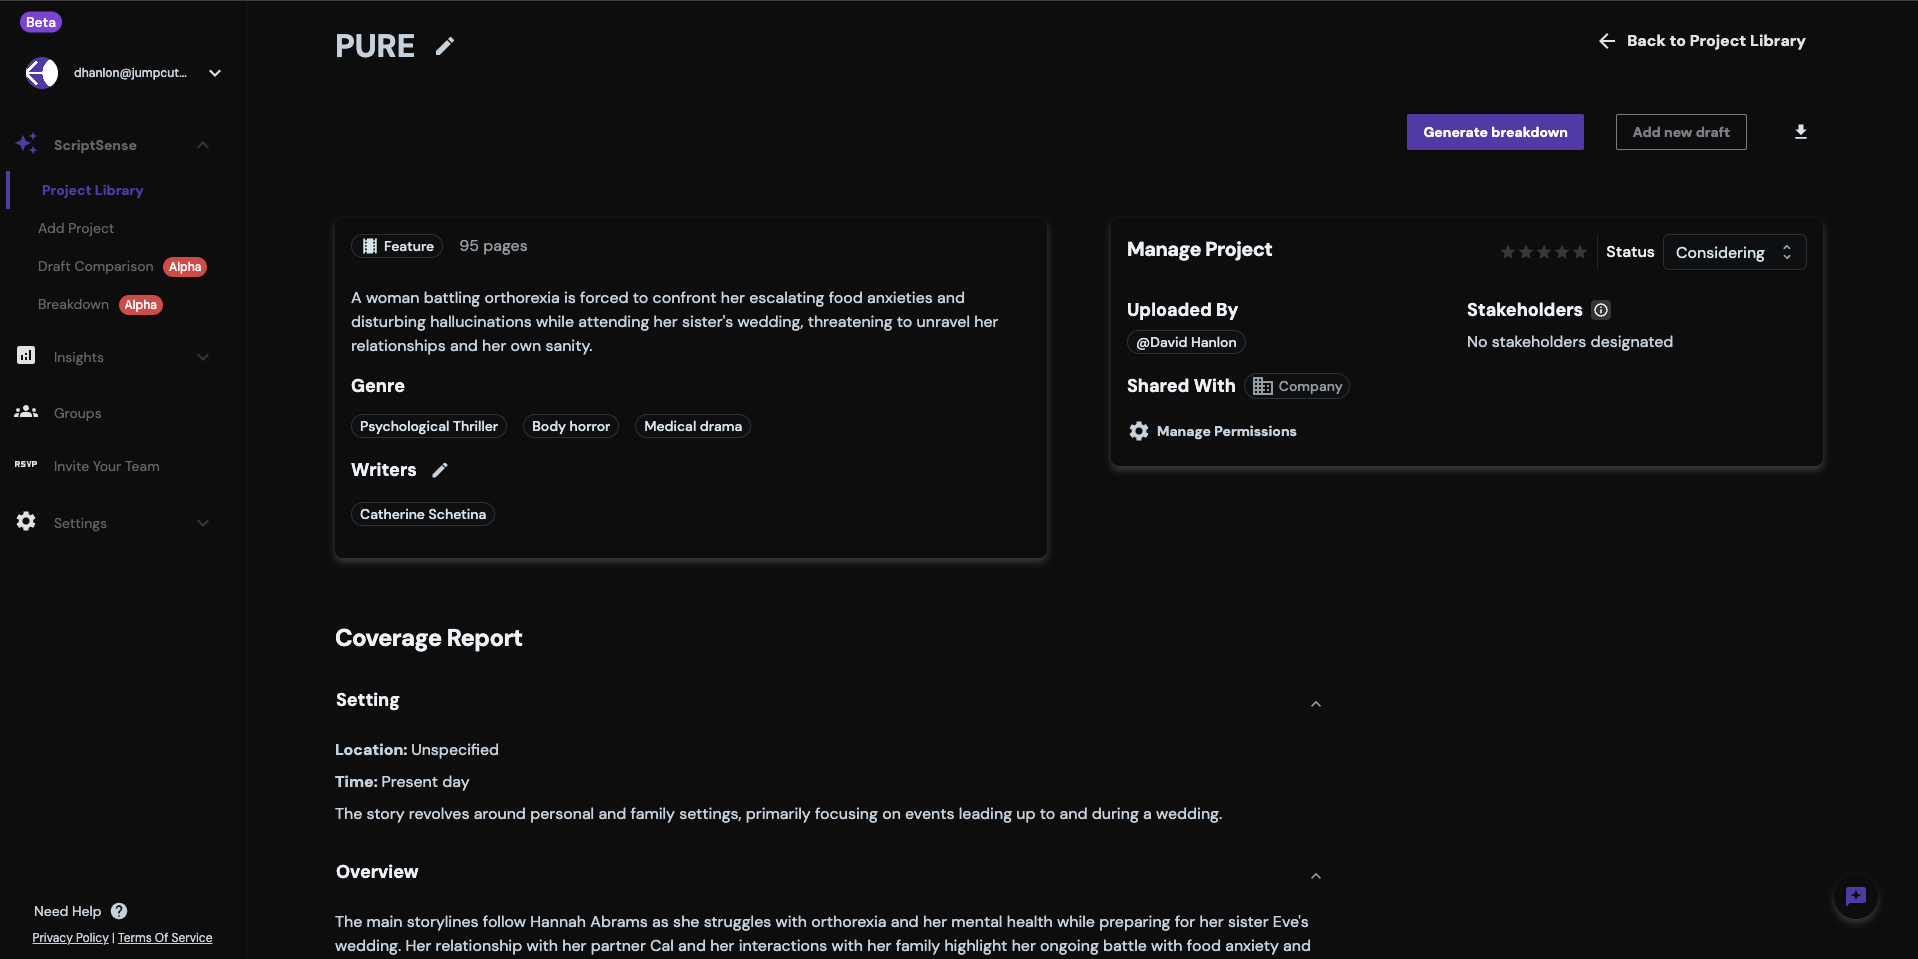 Beta
dhanlon@jumpcut...
ScriptSense
Project Library
Add Project
Draft Comparison Alpha
Breakdown Alpha
Insights
Groups
RSVP Invite Your Team
Settings
Need Help ?
Privacy Policy | Terms Of Service
PURE
Back to Project Library
Generate breakdown
Add new draft
Feature 95 pages
A woman battling orthorexia is forced to confront her escalating food anxieties and
disturbing hallucinations while attending her sister's wedding, threatening to unravel her
relationships and her own sanity.
Genre
Psychological Thriller Body horror Medical drama
Writers
Catherine Schetina
Manage Project
Status Considering
Uploaded By
@David Hanlon
Stakeholders
No stakeholders designated
Shared With Company
Manage Permissions
Coverage Report
Setting
Location: Unspecified
Time: Present day
The story revolves around personal and family settings, primarily focusing on events leading up to and during a wedding.
Overview
The main storylines follow Hannah Abrams as she struggles with orthorexia and her mental health while preparing for her sister Eve's
wedding. Her relationship with her partner Cal and her interactions with her family highlight her ongoing battle with food anxiety and